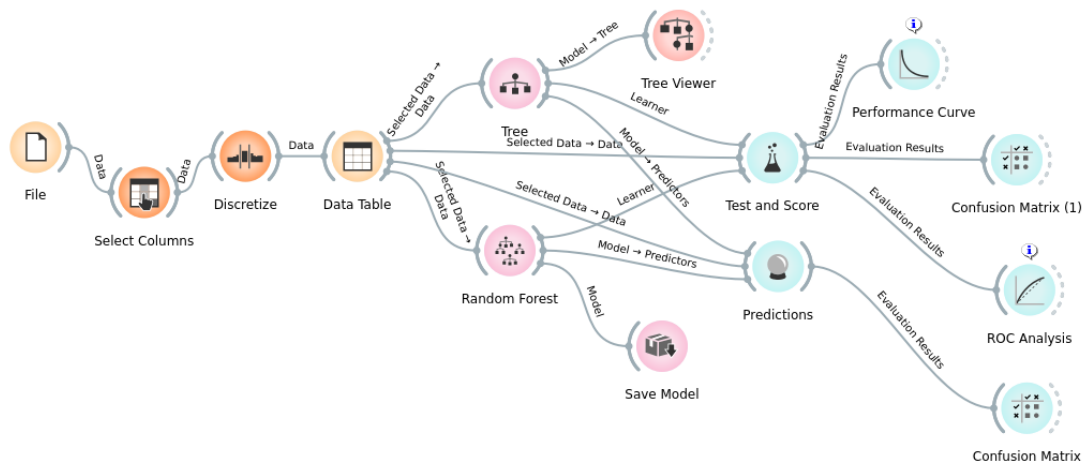 File
Data
Select Columns
Data
Discretize
Data
Data Table
Selected Data →
Data
Tree
Model → Tree
Tree Viewer
Learner
Selected Data → Data
Model → Predictors
Selected Data →
Data
Random Forest
Learner
Selected Data → Data
Model → Predictors
Model
Save Model
Test and Score
Predictions
Evaluation Results
i
Performance Curve
Evaluation Results
Confusion Matrix (1)
Evaluation Results
i
ROC Analysis
Evaluation Results
Confusion Matrix